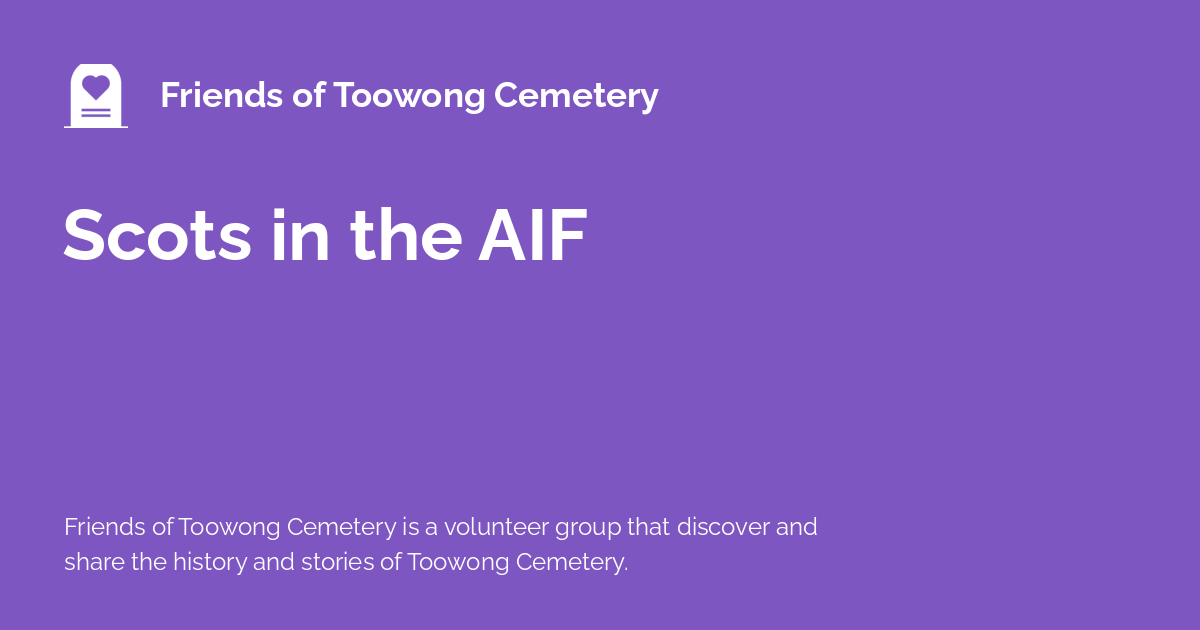 Friends of Toowong Cemetery
Scots in the AIF
Friends of Toowong Cemetery is a volunteer group that discover and
share the history and stories of Toowong Cemetery.